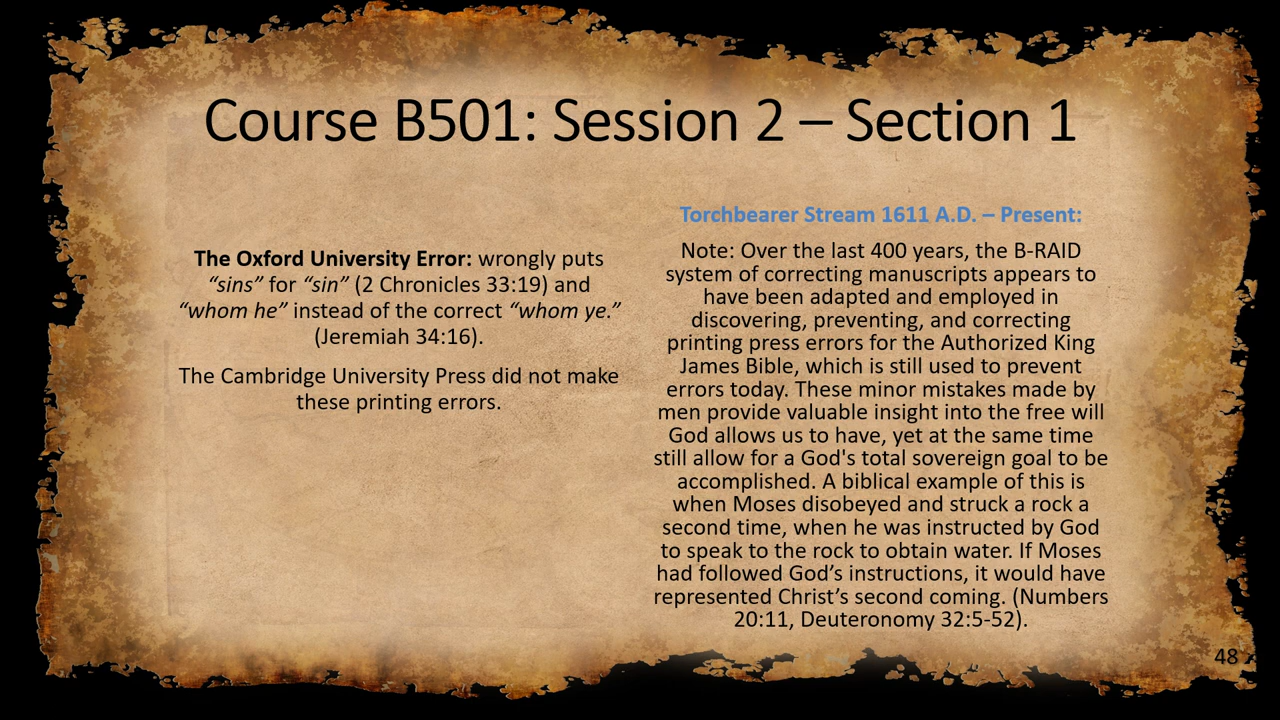 Course B501: Session 2 – Section 1
The Oxford University Error: wrongly puts
“sins” for “sin” (2 Chronicles 33:19) and
“whom he” instead of the correct “whom ye.”
(Jeremiah 34:16).
The Cambridge University Press did not make
these printing errors.
Torchbearer Stream 1611 A.D. – Present:
Note: Over the last 400 years, the B-RAID
system of correcting manuscripts appears to
have been adapted and employed in
discovering, preventing, and correcting
printing press errors for the Authorized King
James Bible, which is still used to prevent
errors today. These minor mistakes made by
men provide valuable insight into the free will
God allows us to have, yet at the same time
still allow for a God's total sovereign goal to be
accomplished. A biblical example of this is
when Moses disobeyed and struck a rock a
second time, when he was instructed by God
to speak to the rock to obtain water. If Moses
had followed God’s instructions, it would have
represented Christ’s second coming. (Numbers
20:11, Deuteronomy 32:5-52).
48